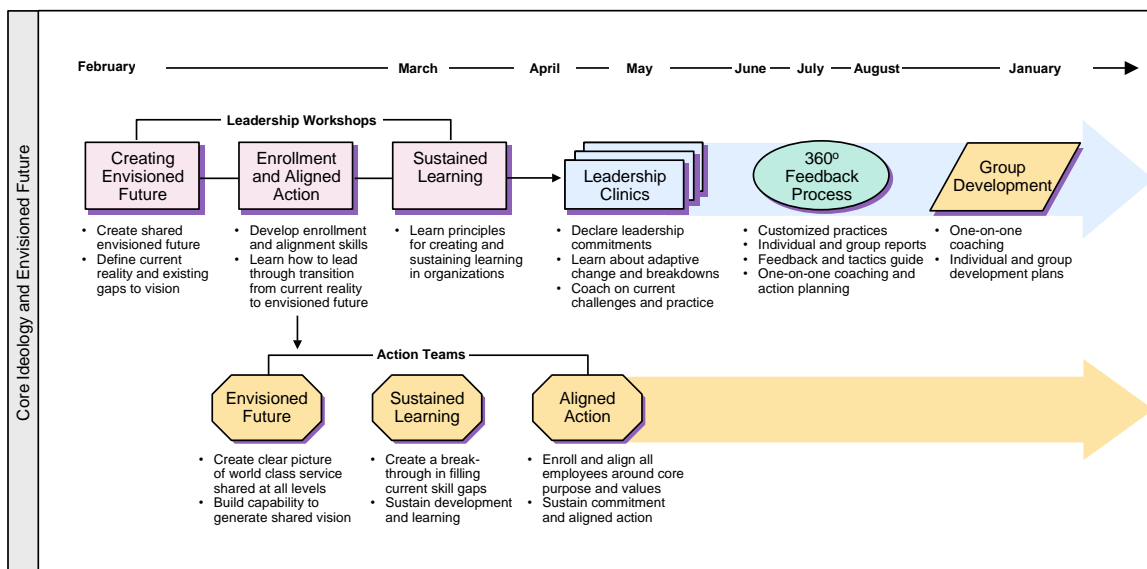 Core Ideology and Envisioned Future
February
March
April
May
June
July
August
January
Leadership Workshops
Creating
Envisioned
Future
Enrollment
and Aligned
Action
Sustained
Learning
Leadership
Clinics
360º
Feedback
Process
Group
Development
• Create shared
envisioned future
• Define current
reality and existing
gaps to vision
• Develop enrollment
and alignment skills
• Learn how to lead
through transition
from current reality
to envisioned future
• Learn principles
for creating and
sustaining learning
in organizations
• Declare leadership
commitments
• Learn about adaptive
change and breakdowns
• Coach on current
challenges and practice
• Customized practices
• Individual and group reports
• Feedback and tactics guide
• One-on-one coaching and
action planning
• One-on-one
coaching
• Individual and group
development plans
Action Teams
Envisioned
Future
Sustained
Learning
Aligned
Action
• Create clear picture
of world class service
shared at all levels
• Build capability to
generate shared vision
• Create a break-
through in filling
current skill gaps
• Sustain development
and learning
• Enroll and align all
employees around core
purpose and values
• Sustain commitment
and aligned action